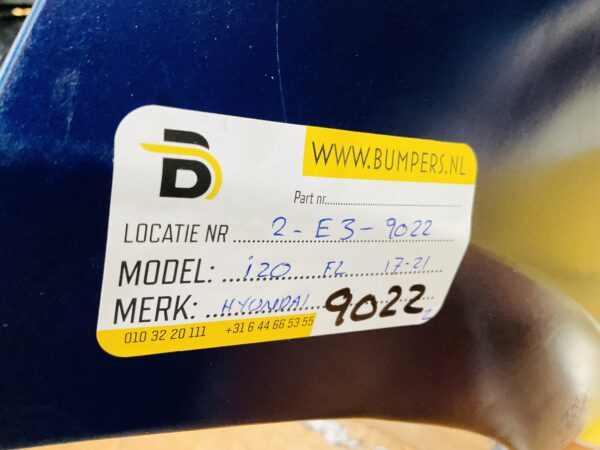 B
WWW.BUMPERS.NL
Part nr.
LOCATIE NR 2-E3-9022
MODEL: i20 FL 17-21
MERK: HYUNDAI 9022
010 32 20 111 +31 6 44 66 53 55